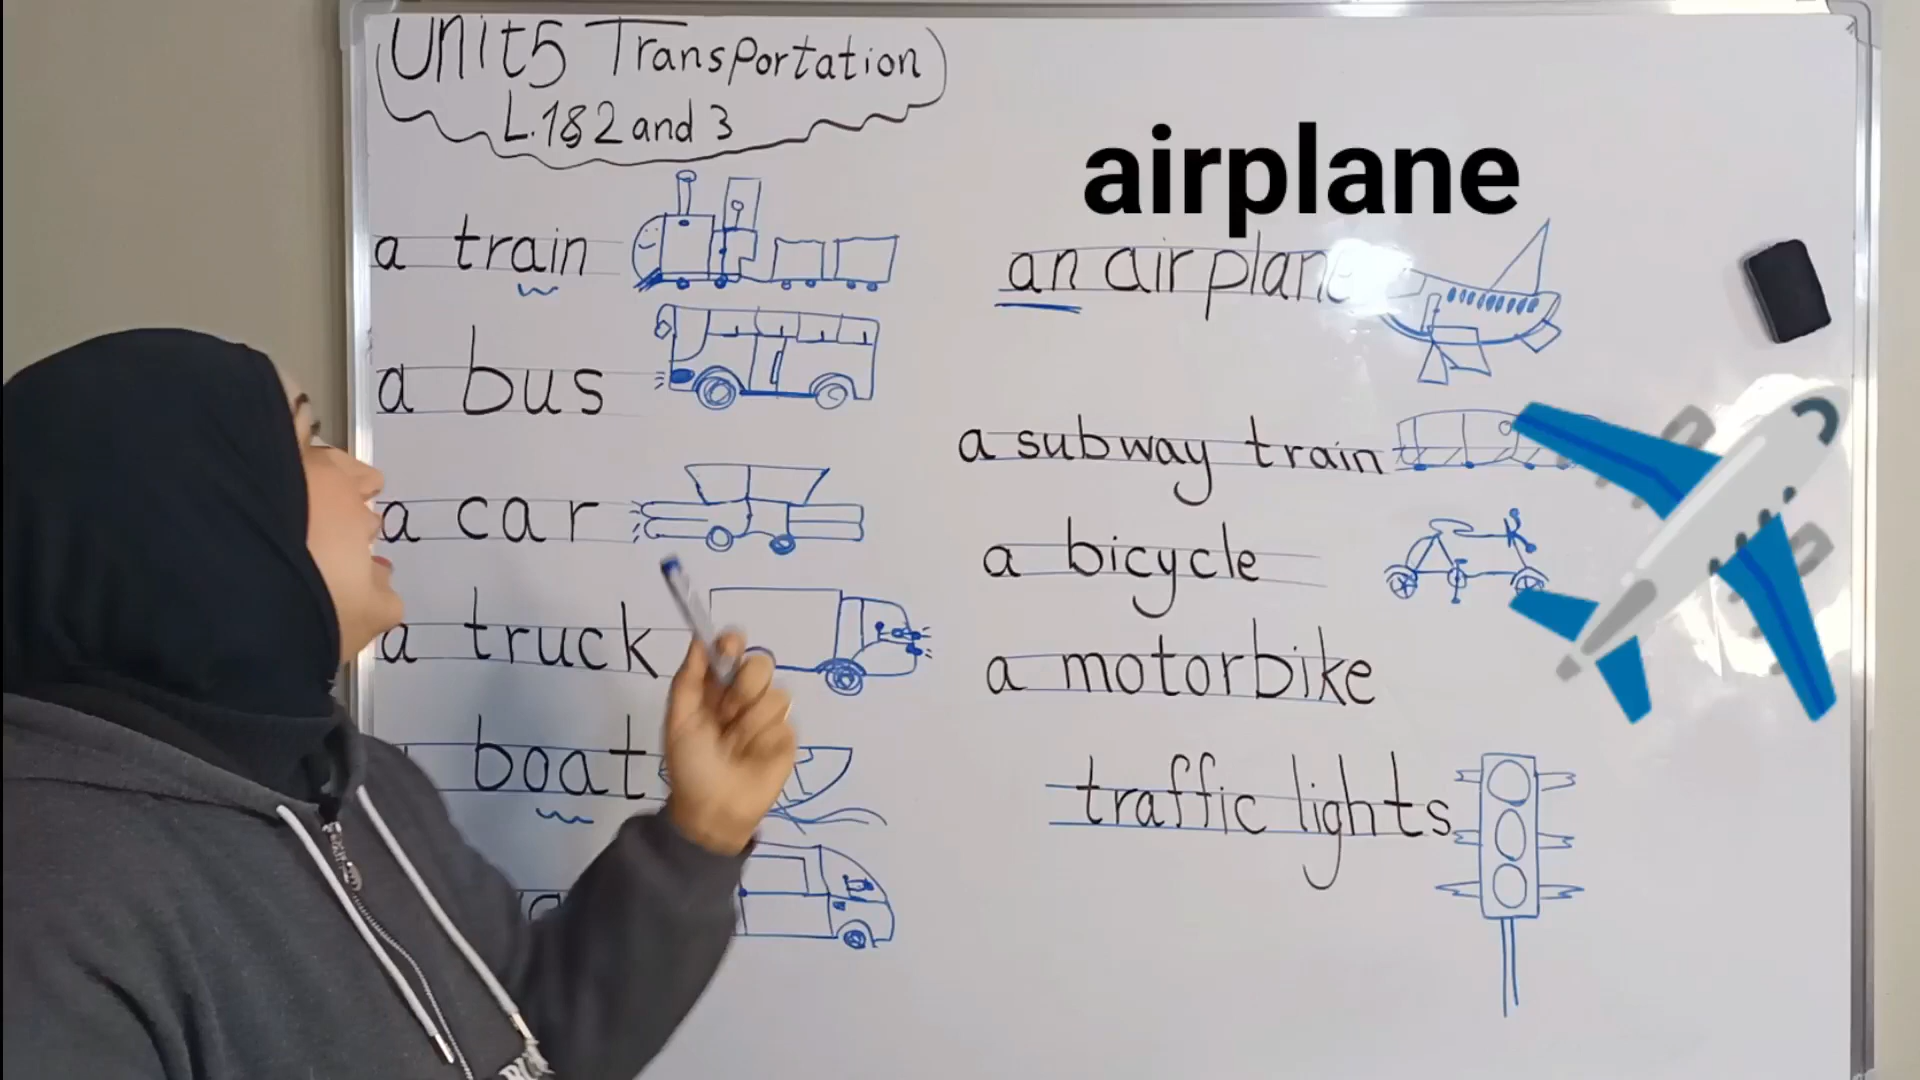 Unit5 Transportation
L.1&2 and 3
a train
a bus
a car
a truck
boat
airplane
an airplane
a subway train
a bicycle
a motorbike
traffic lights